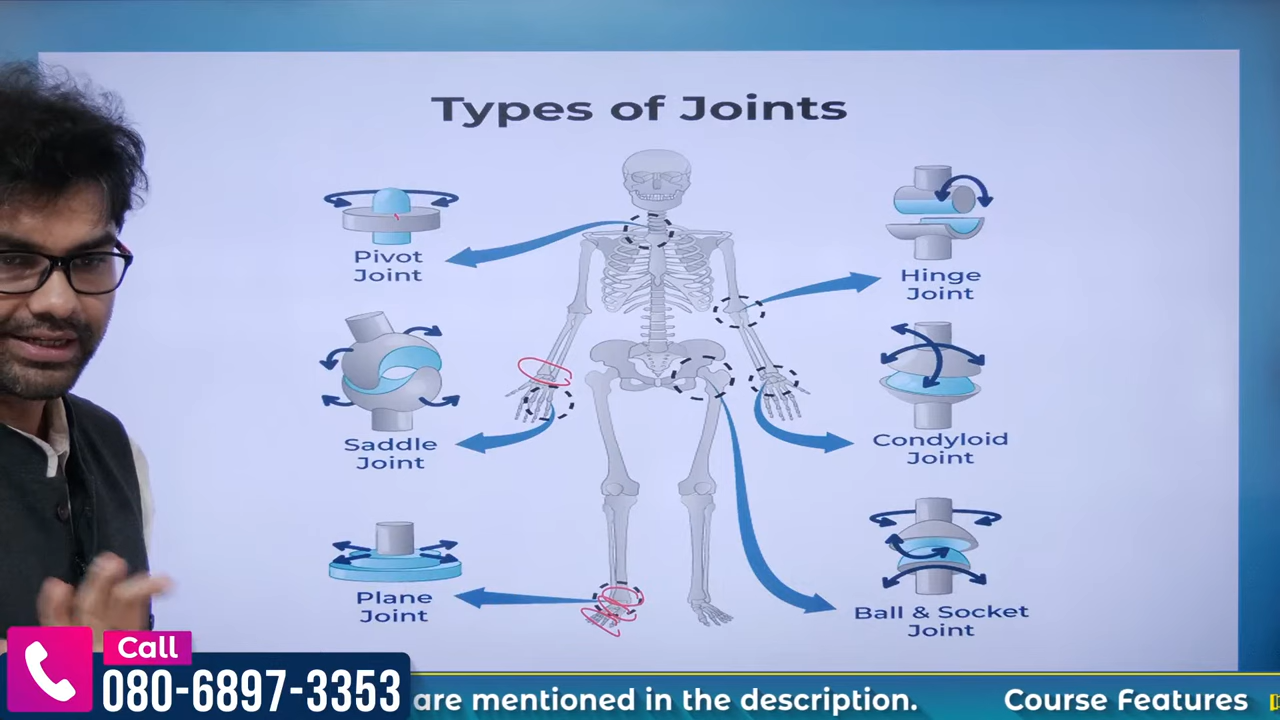 Types of Joints
Pivot
Joint
Hinge
Joint
Saddle
Joint
Condyloid
Joint
Plane
Joint
Ball & Socket
Joint
Call
080-6897-3353
are mentioned in the description.
Course Features